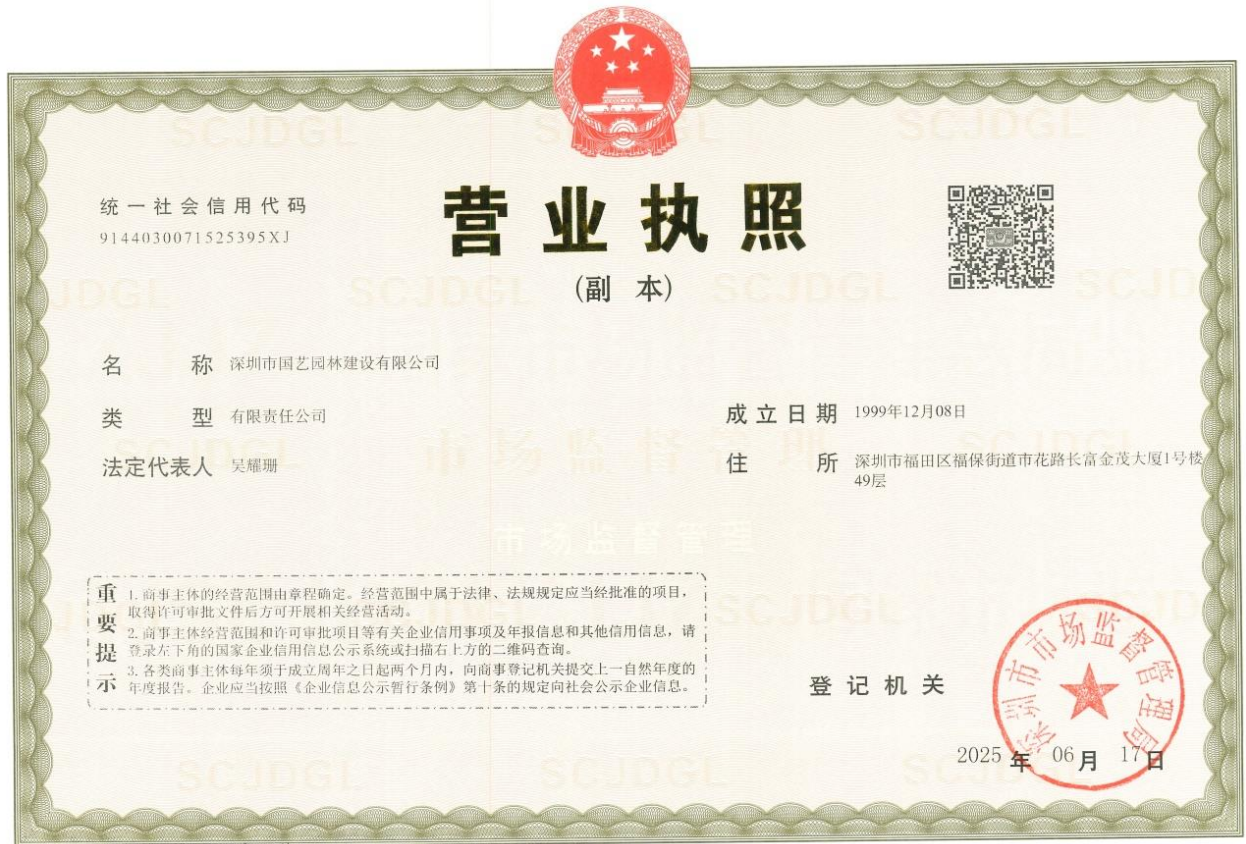 统一社会信用代码
9144030071525395XJ
营业执照
(副 本)
名 称 深圳市国艺园林建设有限公司
类 型 有限责任公司
法定代表人 吴耀珊
成立日期 1999年12月08日
住 所 深圳市福田区福保街道市花路长富金茂大厦1号楼
49层
重要提示
1. 商事主体的经营范围由章程确定。经营范围中属于法律、法规规定应当经批准的项目，
取得许可审批文件后方可开展相关经营活动。
2. 商事主体经营范围和许可审批项目等有关企业信用事项及年报信息和其他信用信息，请
登录左下角的国家企业信用信息公示系统或扫描右上方的二维码查询。
3. 各类商事主体每年须于成立周年之日起两个月内，向商事登记机关提交上一自然年度的
年度报告。企业应当按照《企业信息公示暂行条例》第十条的规定向社会公示企业信息。
登记机关
深圳市市场监督管理局
2025 年 06 月 17 日
SCJDGL
市场监督管理
市场监督管理